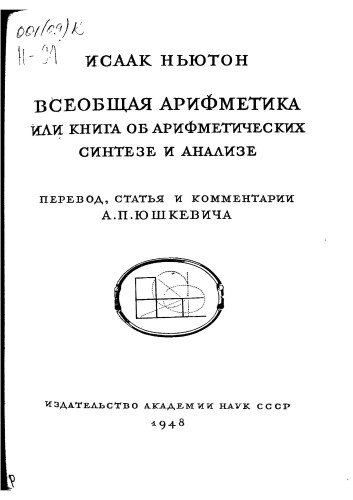 001(09)К
Н-91
ИСААК НЬЮТОН
ВСЕОБЩАЯ АРИФМЕТИКА
ИЛИ КНИГА ОБ АРИФМЕТИЧЕСКИХ
СИНТЕЗЕ И АНАЛИЗЕ
ПЕРЕВОД, СТАТЬЯ И КОММЕНТАРИИ
А.П.ЮШКЕВИЧА
ИЗДАТЕЛЬСТВО АКАДЕМИИ НАУК СССР
1948
р